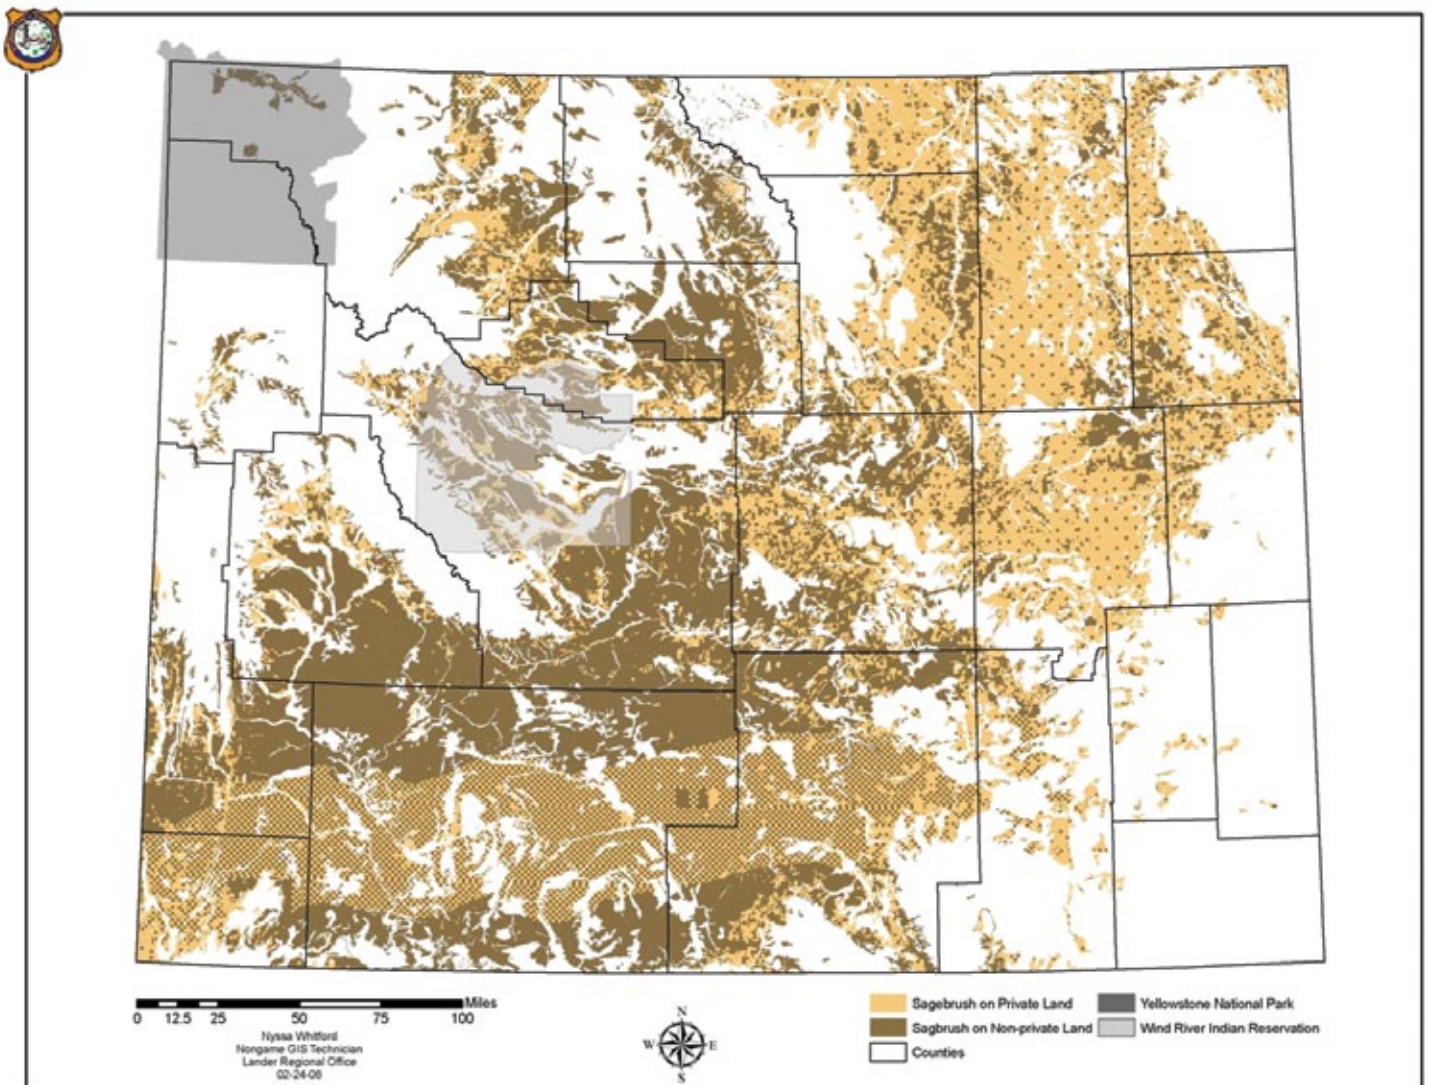 Miles
0 12.5 25 50 75 100
Nyssa Whitford
Nongame GIS Technician
Lander Regional Office
02-24-06
N
W E
S
Sagebrush on Private Land
Sagbrush on Non-private Land
Counties
Yellowstone National Park
Wind River Indian Reservation